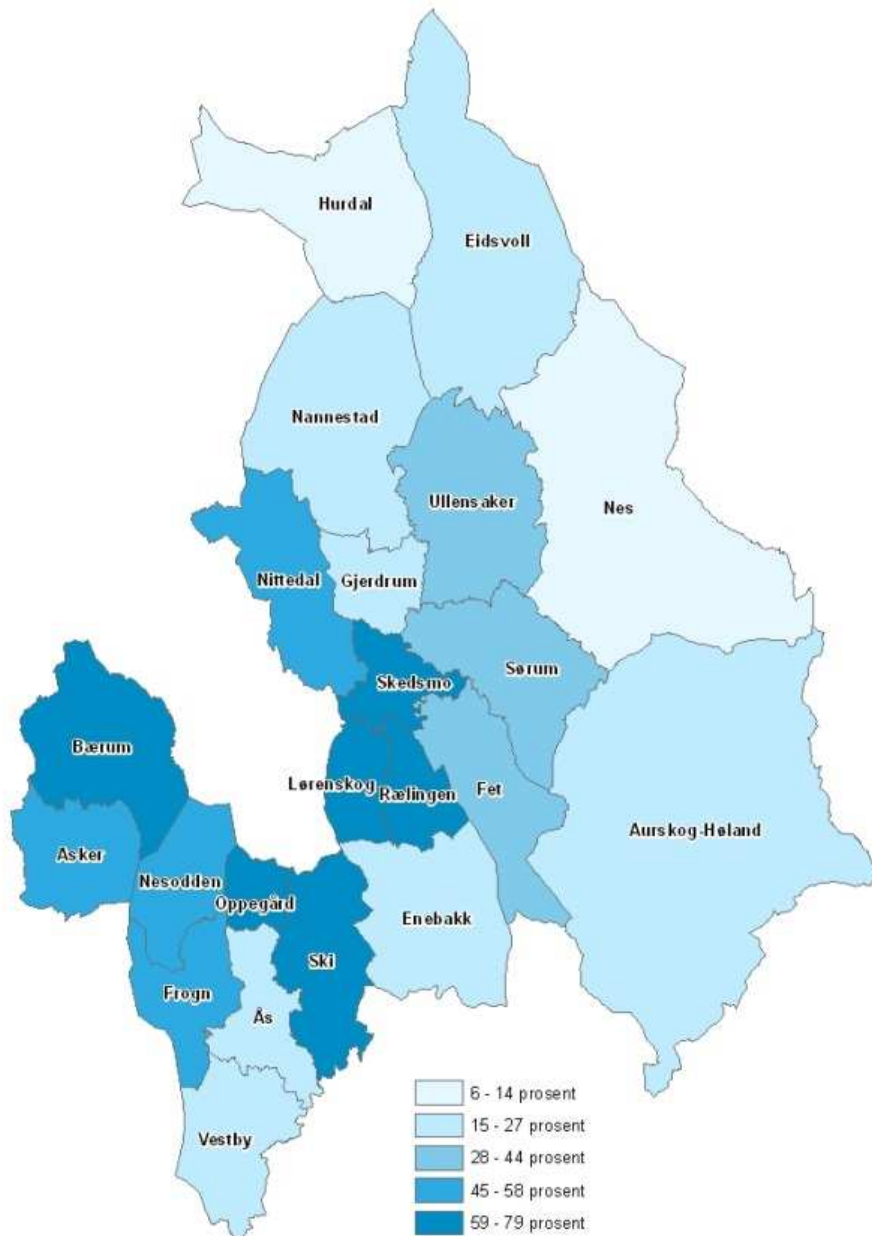 Hurdal
Eidsvoll
Nannestad
Ullensaker
Nes
Nittedal
Gjerdrum
Sørum
Skedsmo
Bærum
Lørenskog
Rælingen
Fet
Aurskog-Høland
Asker
Nesodden
Oppegård
Enebakk
Ski
Frogn
Ås
Vestby
6 - 14 prosent
15 - 27 prosent
28 - 44 prosent
45 - 58 prosent
59 - 79 prosent